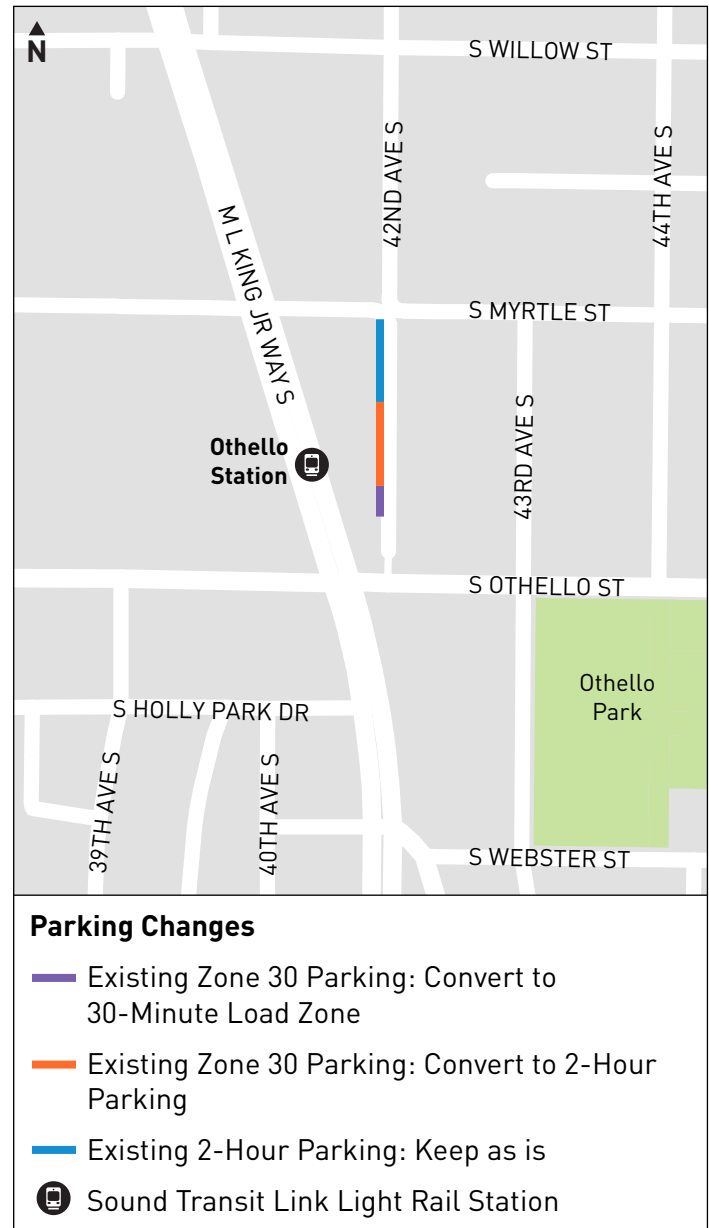 N
S WILLOW ST
42ND AVE S
44TH AVE S
M L KING JR WAY S
S MYRTLE ST
43RD AVE S
Othello
Station
S OTHELLO ST
Othello
Park
S HOLLY PARK DR
39TH AVE S
40TH AVE S
S WEBSTER ST
Parking Changes
Existing Zone 30 Parking: Convert to
30-Minute Load Zone
Existing Zone 30 Parking: Convert to 2-Hour
Parking
Existing 2-Hour Parking: Keep as is
Sound Transit Link Light Rail Station